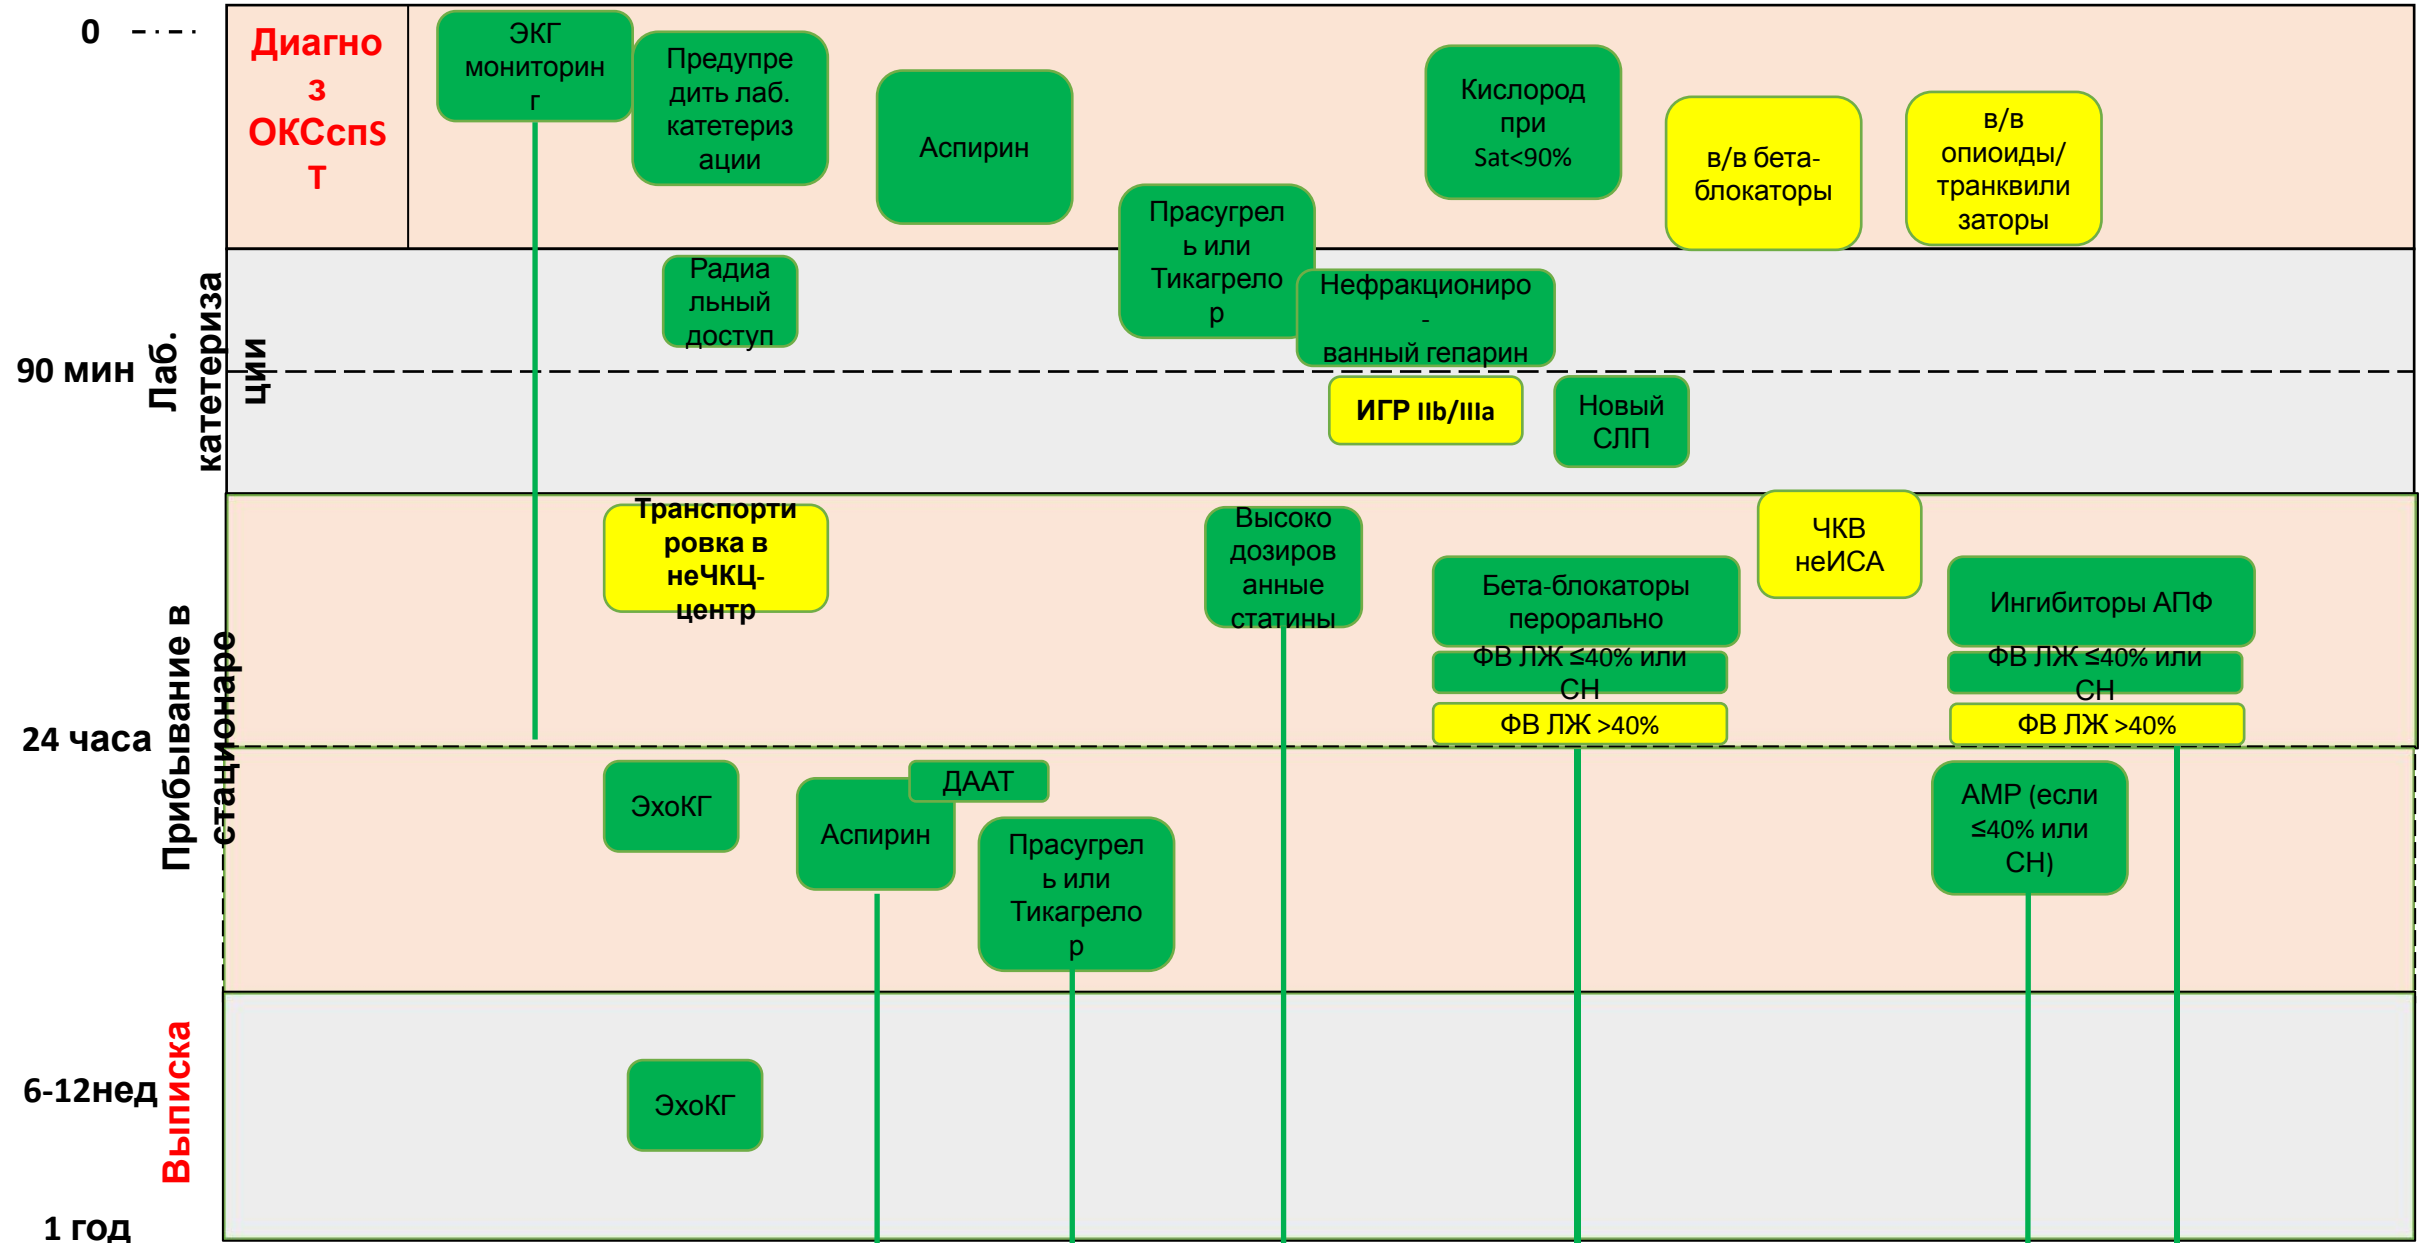 0
Диагно
з
ОКСспS
T
ЭКГ
мониторин
г
Предупре
дить лаб.
катетериз
ации
Аспирин
Прасугрел
ь или
Тикагрело
р
Кислород
при
Sat<90%
в/в бета-
блокаторы
в/в
опиоиды/
транквили
заторы
90 мин
Лаб.
катетериза
ции
Радиа
льный
доступ
Нефракциониро
-
ванный гепарин
ИГР IIb/IIIa
Новый
СЛП
24 часа
Прибывание в
стационаре
Транспорти
ровка в
неЧКЦ-
центр
Высоко
дозиров
анные
статины
Бета-блокаторы
перорально
ФВ ЛЖ ≤40% или
СН
ФВ ЛЖ >40%
ЧКВ
неИСА
Ингибиторы АПФ
ФВ ЛЖ ≤40% или
СН
ФВ ЛЖ >40%
ЭхоКГ
Аспирин
ДААТ
Прасугрел
ь или
Тикагрело
р
АМР (если
≤40% или
СН)
6-12нед
Выписка
ЭхоКГ
1 год